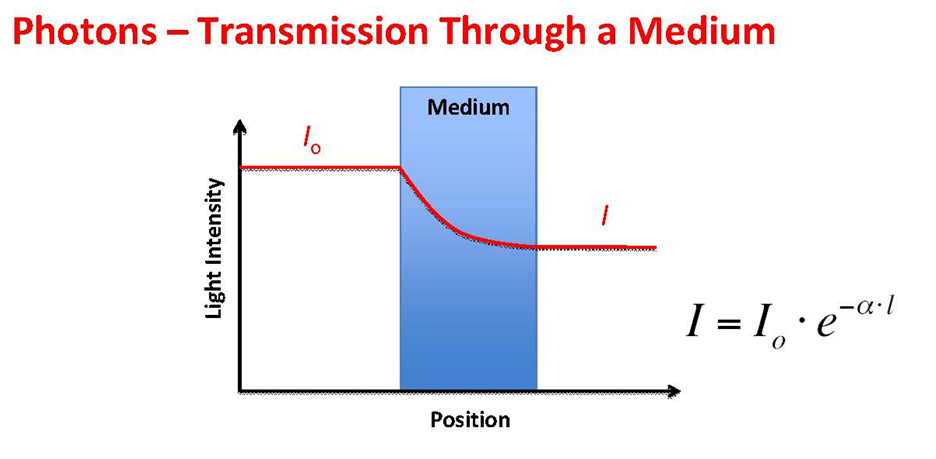 Photons – Transmission Through a Medium
Medium
Iₒ
I
Light Intensity
I = Iₒ · e^{-α·l}
Position